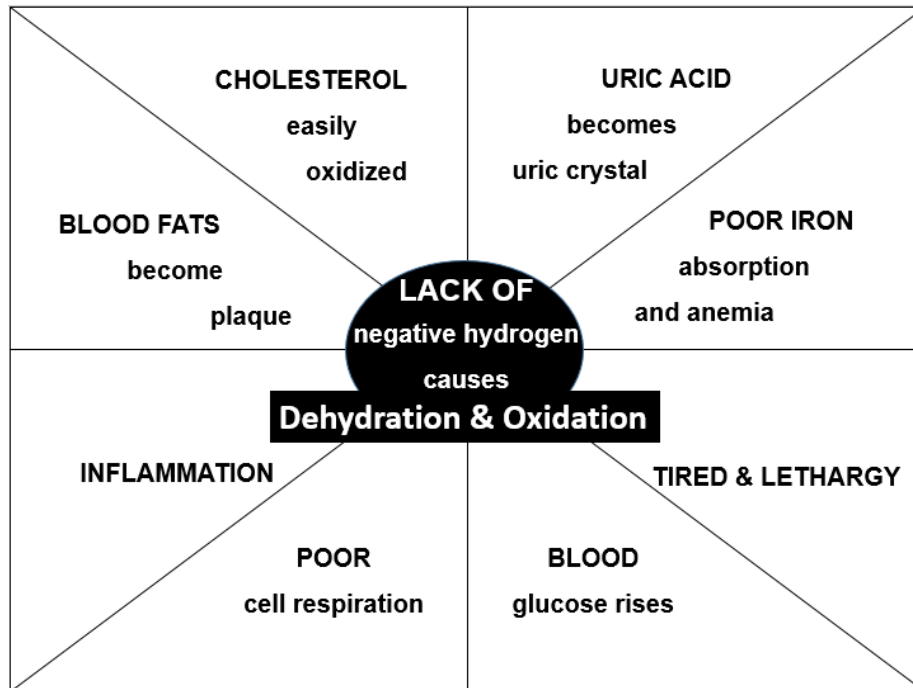 CHOLESTEROL
easily
oxidized
URIC ACID
becomes
uric crystal
BLOOD FATS
become
plaque
POOR IRON
absorption
and anemia
LACK OF
negative hydrogen
causes
Dehydration & Oxidation
INFLAMMATION
TIRED & LETHARGY
POOR
cell respiration
BLOOD
glucose rises